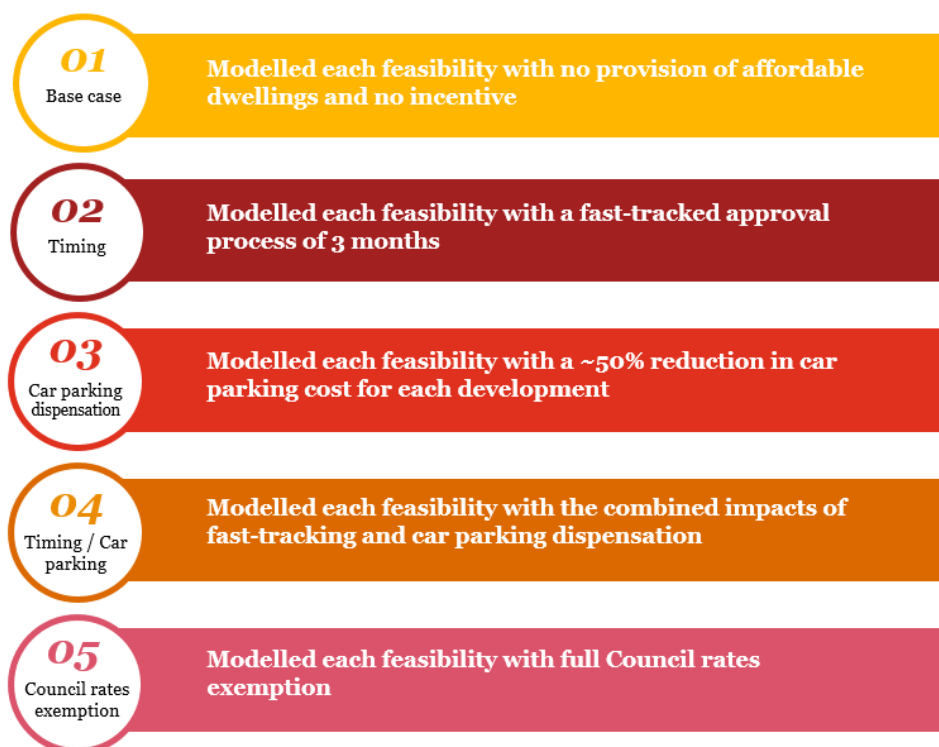 01
Base case
Modelled each feasibility with no provision of affordable
dwellings and no incentive
02
Timing
Modelled each feasibility with a fast-tracked approval
process of 3 months
03
Car parking
dispensation
Modelled each feasibility with a ~50% reduction in car
parking cost for each development
04
Timing / Car
parking
Modelled each feasibility with the combined impacts of
fast-tracking and car parking dispensation
05
Council rates
exemption
Modelled each feasibility with full Council rates
exemption